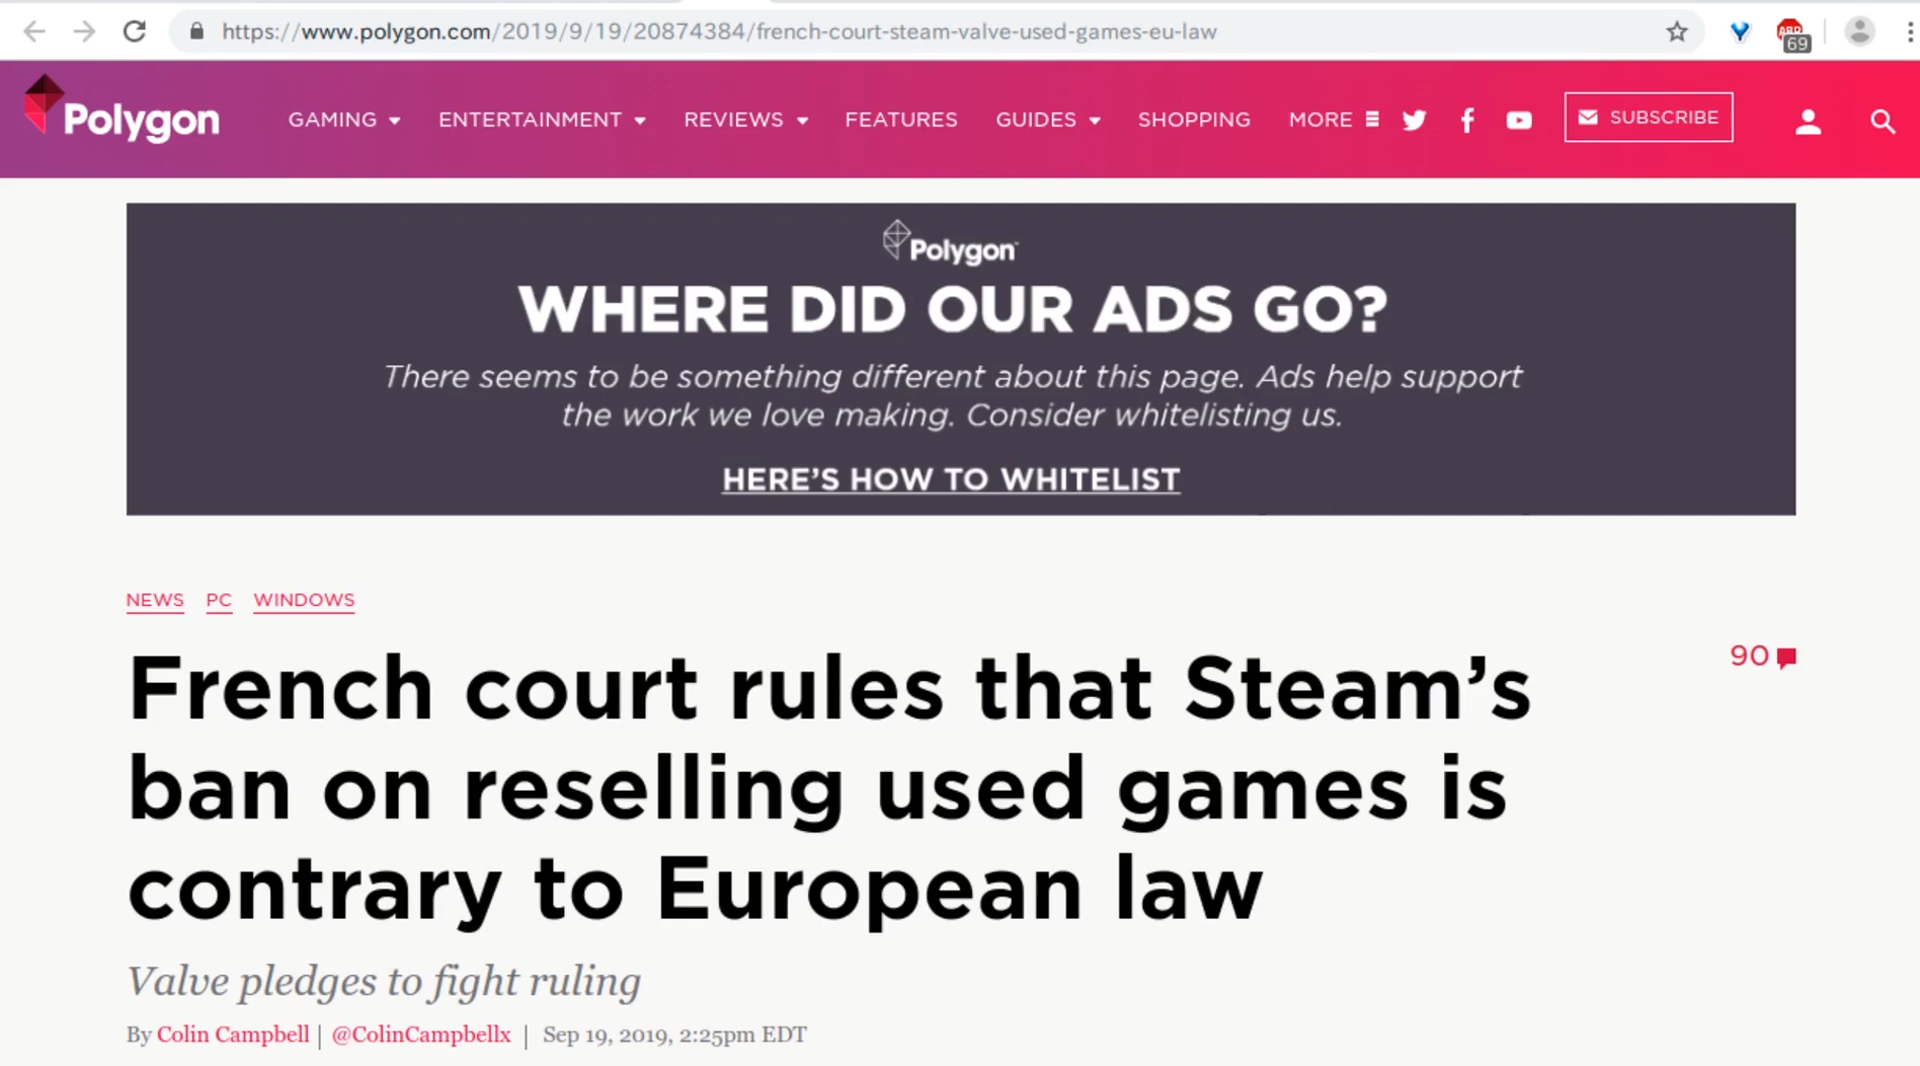 https://www.polygon.com/2019/9/19/20874384/french-court-steam-valve-used-games-eu-law
ABP
69
Polygon
GAMING
ENTERTAINMENT
REVIEWS
FEATURES
GUIDES
SHOPPING
MORE
SUBSCRIBE
Polygon
WHERE DID OUR ADS GO?
There seems to be something different about this page. Ads help support
the work we love making. Consider whitelisting us.
HERE'S HOW TO WHITELIST
NEWS PC WINDOWS
French court rules that Steam’s
ban on reselling used games is
contrary to European law
90
Valve pledges to fight ruling
By Colin Campbell | @ColinCampbellx | Sep 19, 2019, 2:25pm EDT